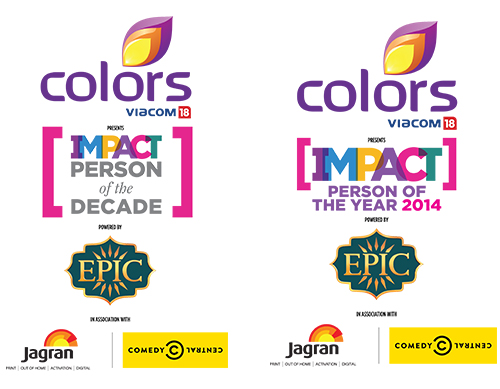 colors
VIACOM 18
PRESENTS
IMPACT
PERSON
of the
DECADE
POWERED BY
EPIC
IN ASSOCIATION WITH
Jagran
PRINT | OUT OF HOME | ACTIVATION | DIGITAL
COMEDY C CENTRAL
colors
VIACOM 18
PRESENTS
IMPACT
PERSON OF
THE YEAR 2014
POWERED BY
EPIC
IN ASSOCIATION WITH
Jagran
PRINT | OUT OF HOME | ACTIVATION | DIGITAL
COMEDY C CENTRAL